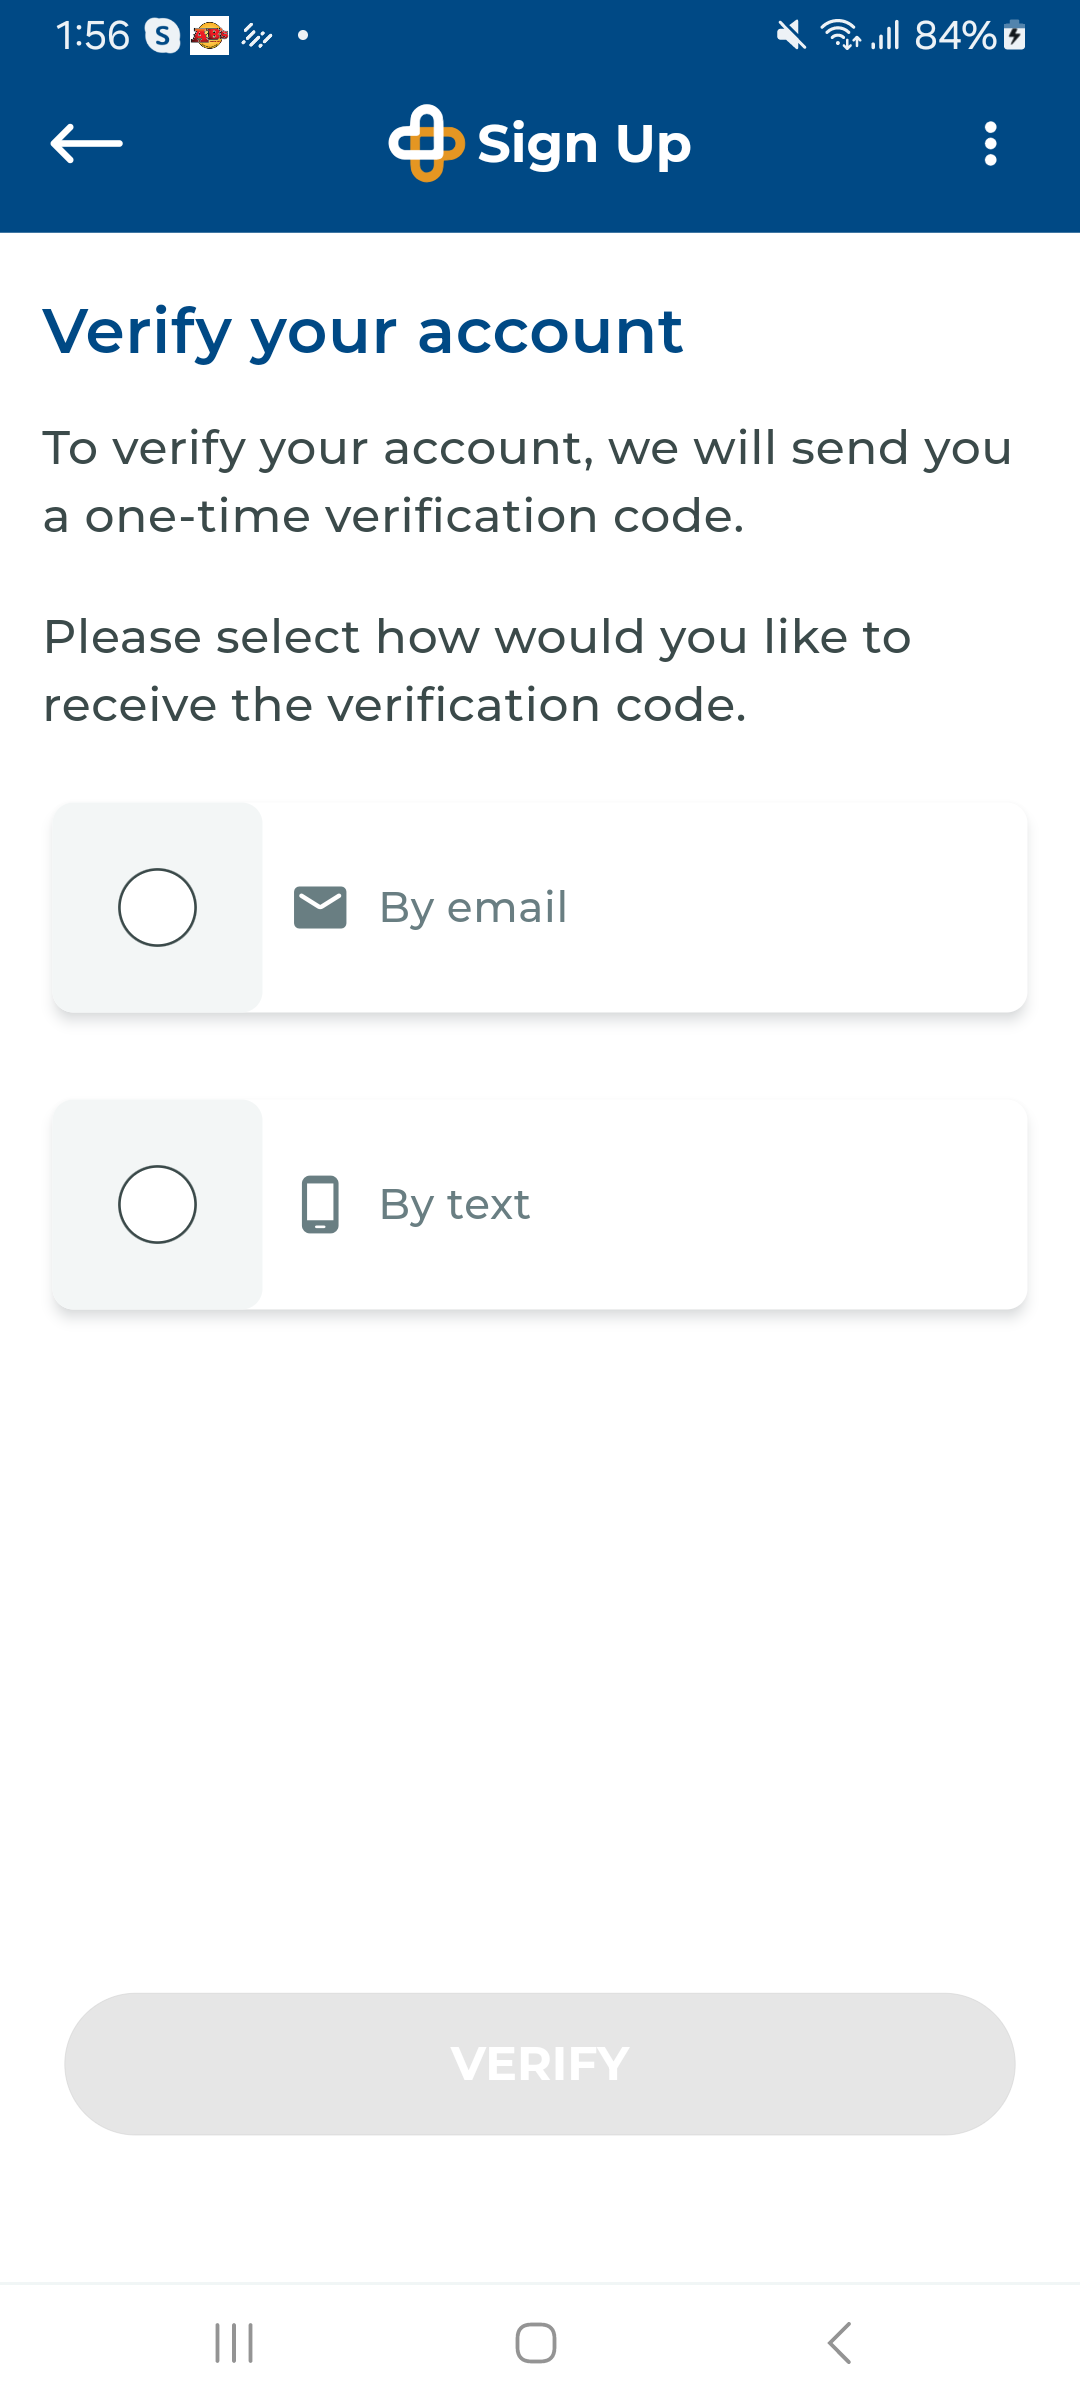 1:56 S 84%
Sign Up
Verify your account
To verify your account, we will send you
a one-time verification code.
Please select how would you like to
receive the verification code.
By email
By text
VERIFY